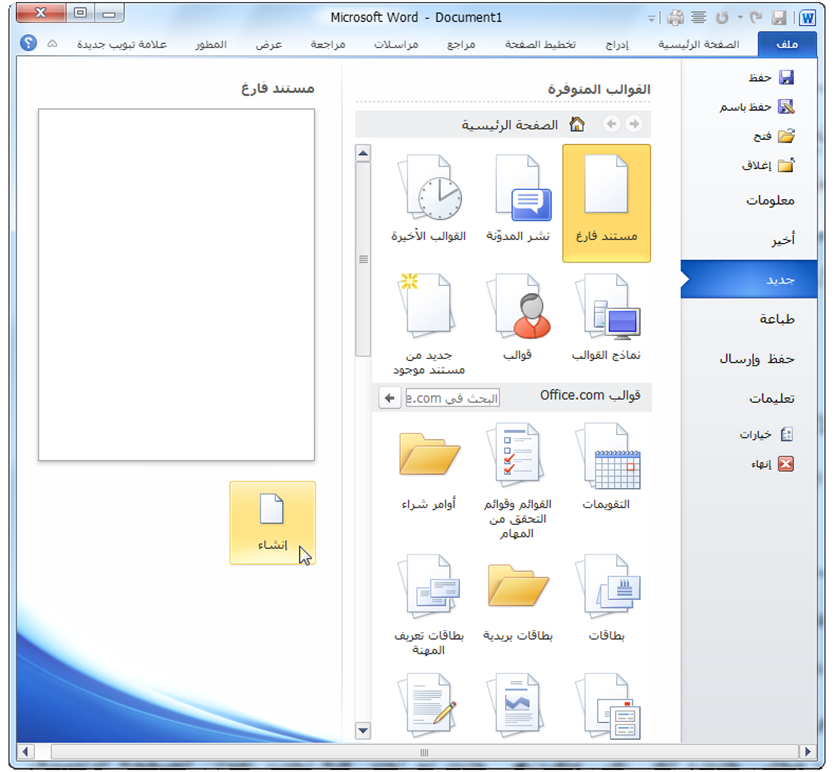 Microsoft Word - Document1
ملف
الصفحة الرئيسية
إدراج
تخطيط الصفحة
مراجع
مراسلات
مراجعة
عرض
المطور
علامة تبويب جديدة
حفظ
حفظ باسم
فتح
إغلاق
معلومات
أخير
جديد
طباعة
حفظ وإرسال
تعليمات
خيارات
إنهاء
القوالب المتوفرة
الصفحة الرئيسية
مستند فارغ
نشر المدوّنة
القوالب الأخيرة
نماذج القوالب
قوالب
جديد من
مستند موجود
قوالب Office.com
البحث في e.com
التقويمات
القوائم وقوائم
التحقق من
المهام
أوامر شراء
بطاقات
بطاقات بريدية
بطاقات تعريف
المهنة
مستند فارغ
إنشاء